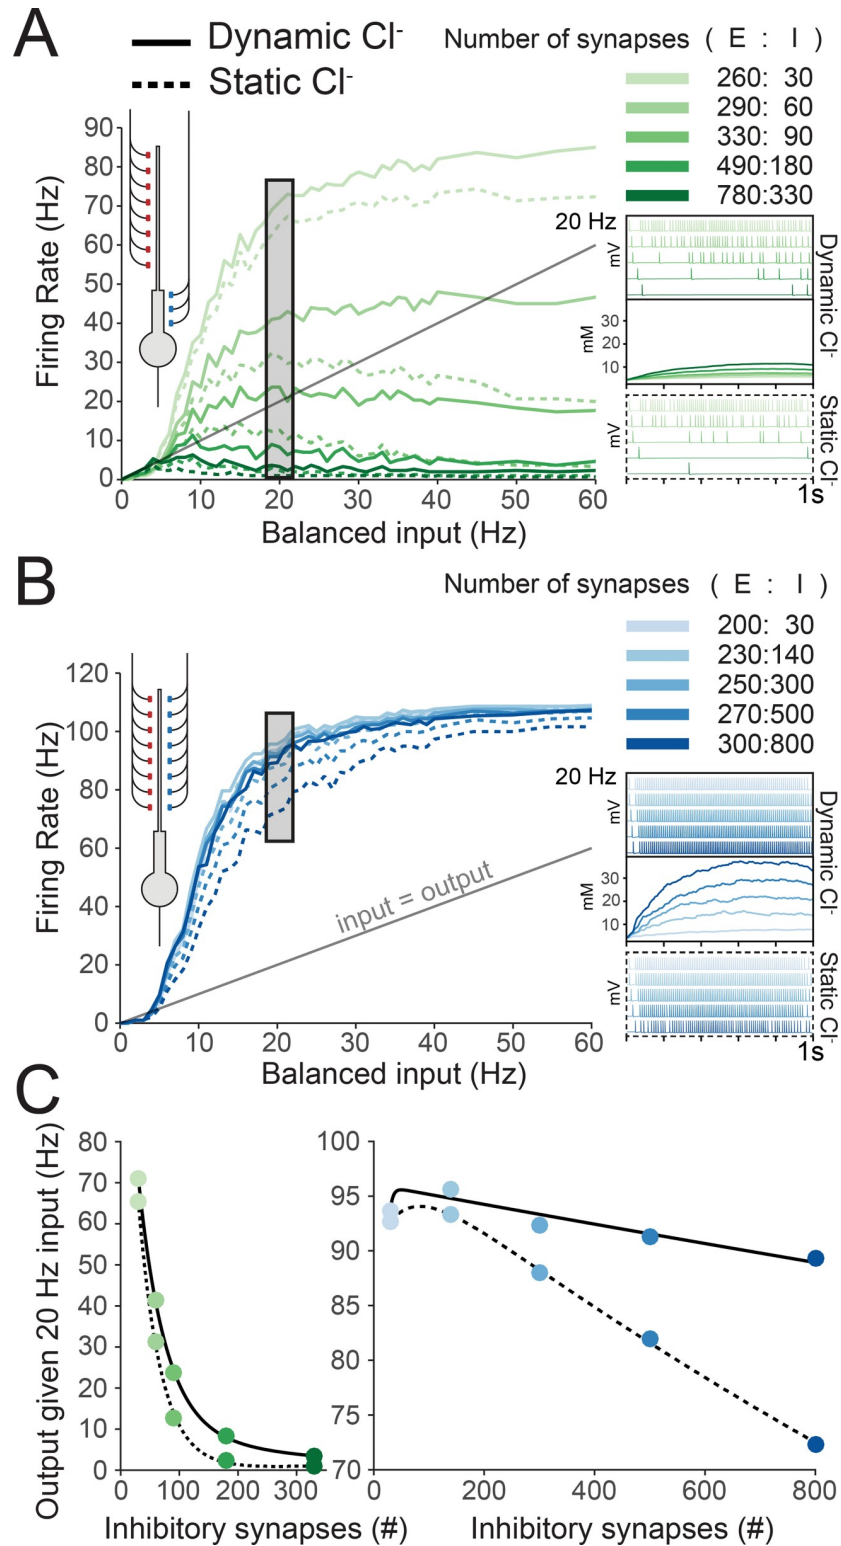 A
Dynamic Cl-
Static Cl-
Number of synapses ( E : I )
260: 30
290: 60
330: 90
490:180
780:330
90
80
70
60
50
40
30
20
10
0
Firing Rate (Hz)
0 10 20 30 40 50 60
Balanced input (Hz)
20 Hz
mV
Dynamic Cl-
30
20
10
mM
mV
Static Cl-
1s
B
Number of synapses ( E : I )
200: 30
230:140
250:300
270:500
300:800
120
100
80
60
40
20
0
Firing Rate (Hz)
input = output
0 10 20 30 40 50 60
Balanced input (Hz)
20 Hz
mV
Dynamic Cl-
30
20
10
mM
mV
Static Cl-
1s
C
Output given 20 Hz input (Hz)
80
70
60
50
40
30
20
10
0
0 100 200 300
Inhibitory synapses (#)
100
95
90
85
80
75
70
0 200 400 600 800
Inhibitory synapses (#)